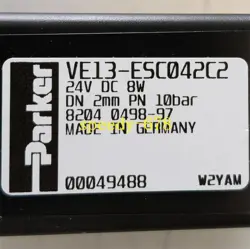 Parker
VE13-ESC042C2
24V DC 8W
DN 2mm PN 10bar
8204 0498-97
MADE IN GERMANY
00049488 W2YAM